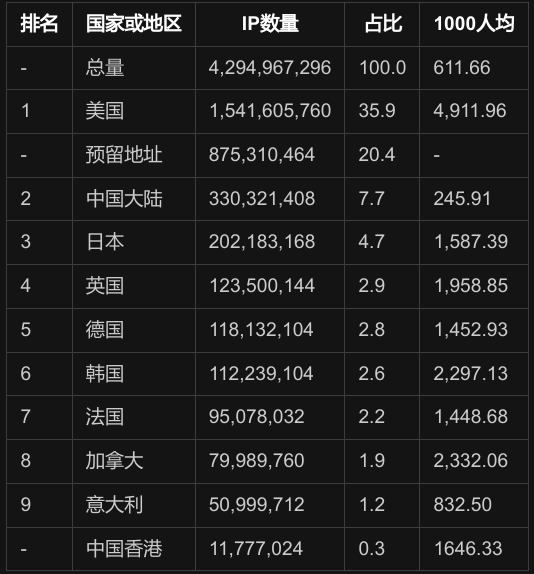 排名 国家或地区 IP数量 占比 1000人均
- 总量 4,294,967,296 100.0 611.66
1 美国 1,541,605,760 35.9 4,911.96
- 预留地址 875,310,464 20.4 -
2 中国大陆 330,321,408 7.7 245.91
3 日本 202,183,168 4.7 1,587.39
4 英国 123,500,144 2.9 1,958.85
5 德国 118,132,104 2.8 1,452.93
6 韩国 112,239,104 2.6 2,297.13
7 法国 95,078,032 2.2 1,448.68
8 加拿大 79,989,760 1.9 2,332.06
9 意大利 50,999,712 1.2 832.50
- 中国香港 11,777,024 0.3 1646.33